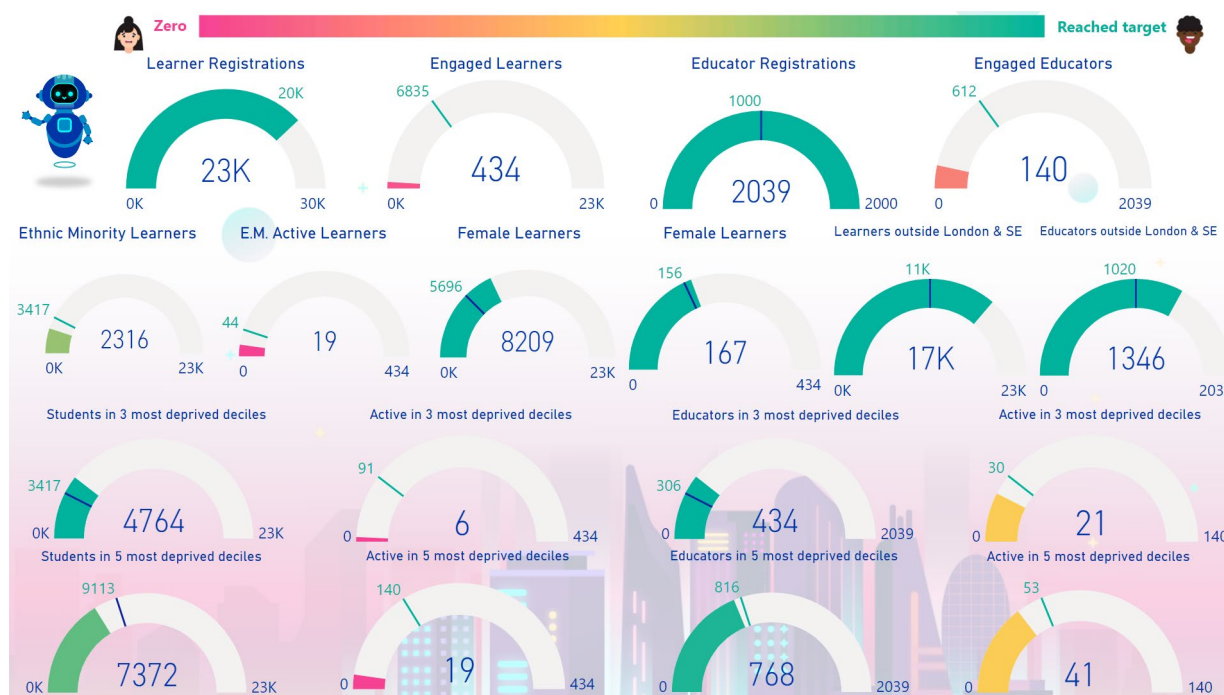 Zero
Reached target
Learner Registrations
20K
23K
0K
30K
Engaged Learners
6835
434
0K
23K
Educator Registrations
1000
2039
0
2000
Engaged Educators
612
140
0
2039
Ethnic Minority Learners
3417
2316
0K
23K
E.M. Active Learners
44
19
0
434
Female Learners
5696
8209
0K
23K
Female Learners
156
167
0
434
Learners outside London & SE
11K
17K
0K
23K
Educators outside London & SE
1020
1346
0
203
Students in 3 most deprived deciles
3417
4764
0K
23K
Active in 3 most deprived deciles
91
6
0
434
Educators in 3 most deprived deciles
306
434
0
2039
Active in 3 most deprived deciles
30
21
0
140
Students in 5 most deprived deciles
9113
7372
0K
23K
Active in 5 most deprived deciles
140
19
0
434
Educators in 5 most deprived deciles
816
768
0
2039
Active in 5 most deprived deciles
53
41
0
140